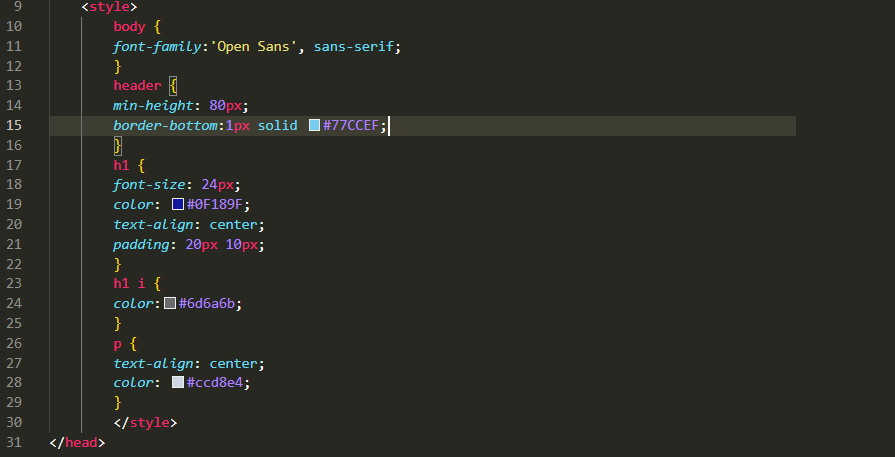 9 <style>
10 body {
11 font-family:'Open Sans', sans-serif;
12 }
13 header {
14 min-height: 80px;
15 border-bottom:1px solid #77CCEF;
16 }
17 h1 {
18 font-size: 24px;
19 color: #0F189F;
20 text-align: center;
21 padding: 20px 10px;
22 }
23 h1 i {
24 color:#6d6a6b;
25 }
26 p {
27 text-align: center;
28 color: #ccd8e4;
29 }
30 </style>
31 </head>